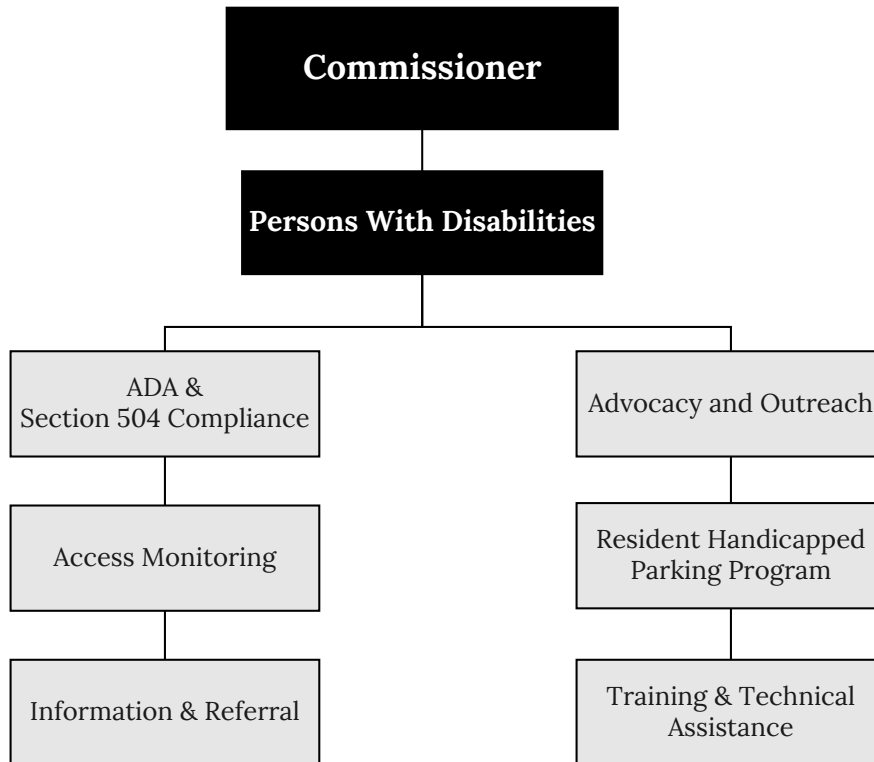 Commissioner
Persons With Disabilities
ADA &
Section 504 Compliance
Access Monitoring
Information & Referral
Advocacy and Outreach
Resident Handicapped
Parking Program
Training & Technical
Assistance